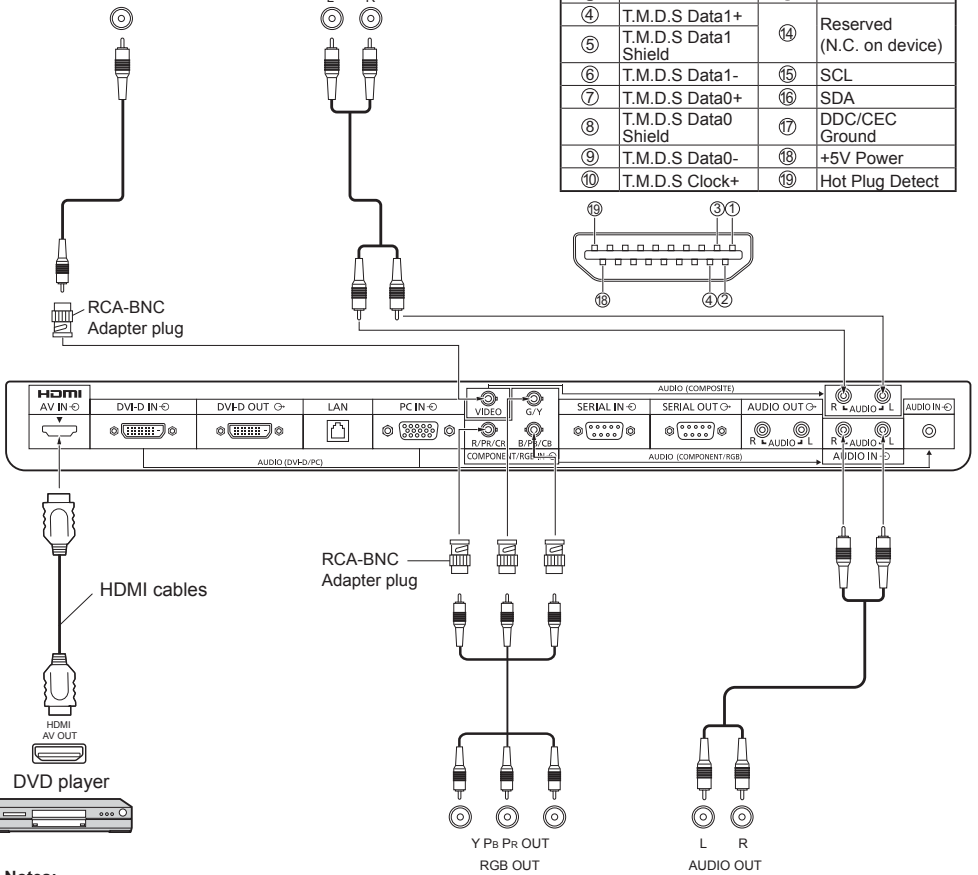 L R
④ T.M.D.S Data1+ ⑭ Reserved (N.C. on device)
⑤ T.M.D.S Data1 Shield
⑥ T.M.D.S Data1- ⑮ SCL
⑦ T.M.D.S Data0+ ⑯ SDA
⑧ T.M.D.S Data0 Shield ⑰ DDC/CEC Ground
⑨ T.M.D.S Data0- ⑱ +5V Power
⑩ T.M.D.S Clock+ ⑲ Hot Plug Detect
⑲ ③ ①
⑱ ④ ②
RCA-BNC
Adapter plug
HDMI
AV IN
DVI-D IN
DVI-D OUT
LAN
PC IN
VIDEO
G/Y
R/PR/CR
B/PB/CB
COMPONENT/RGB IN
AUDIO (COMPOSITE)
SERIAL IN
SERIAL OUT
AUDIO OUT
R AUDIO L
R AUDIO L
R AUDIO L
AUDIO IN
AUDIO IN
AUDIO (DVI-D/PC)
AUDIO (COMPONENT/RGB)
RCA-BNC
Adapter plug
HDMI cables
HDMI
AV OUT
DVD player
Y PB PR OUT
RGB OUT
L R
AUDIO OUT